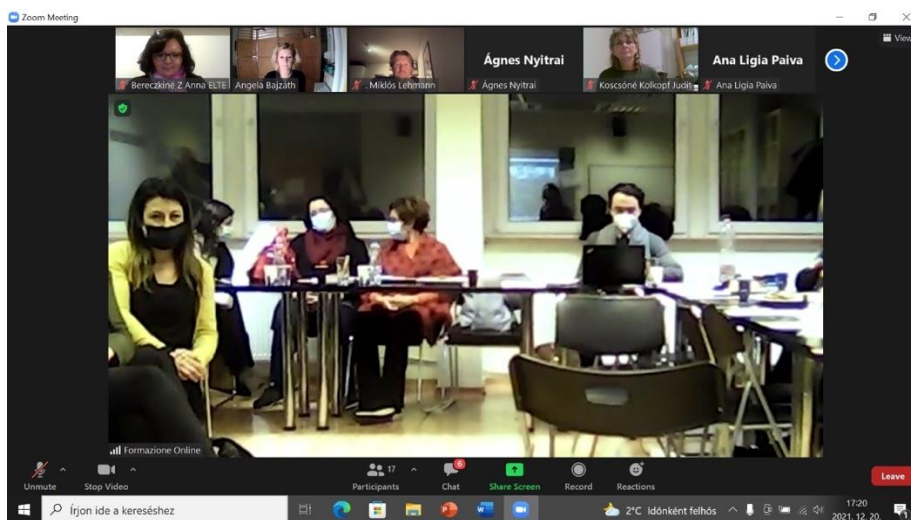 Zoom Meeting
View
Ágnes Nyitrai
Ana Ligia Paiva
Bereczkiné Z Anna ELTE
Angela Bajzáth
. Miklós Lehmann
Ágnes Nyitrai
Koscsóné Kolkopf Judit
Ana Ligia Paiva
Formazione Online
17
6
Unmute
Stop Video
Participants
Chat
Share Screen
Record
Reactions
Leave
Írjon ide a kereséshez
2°C Időnként felhős
17:20
2021. 12. 20.